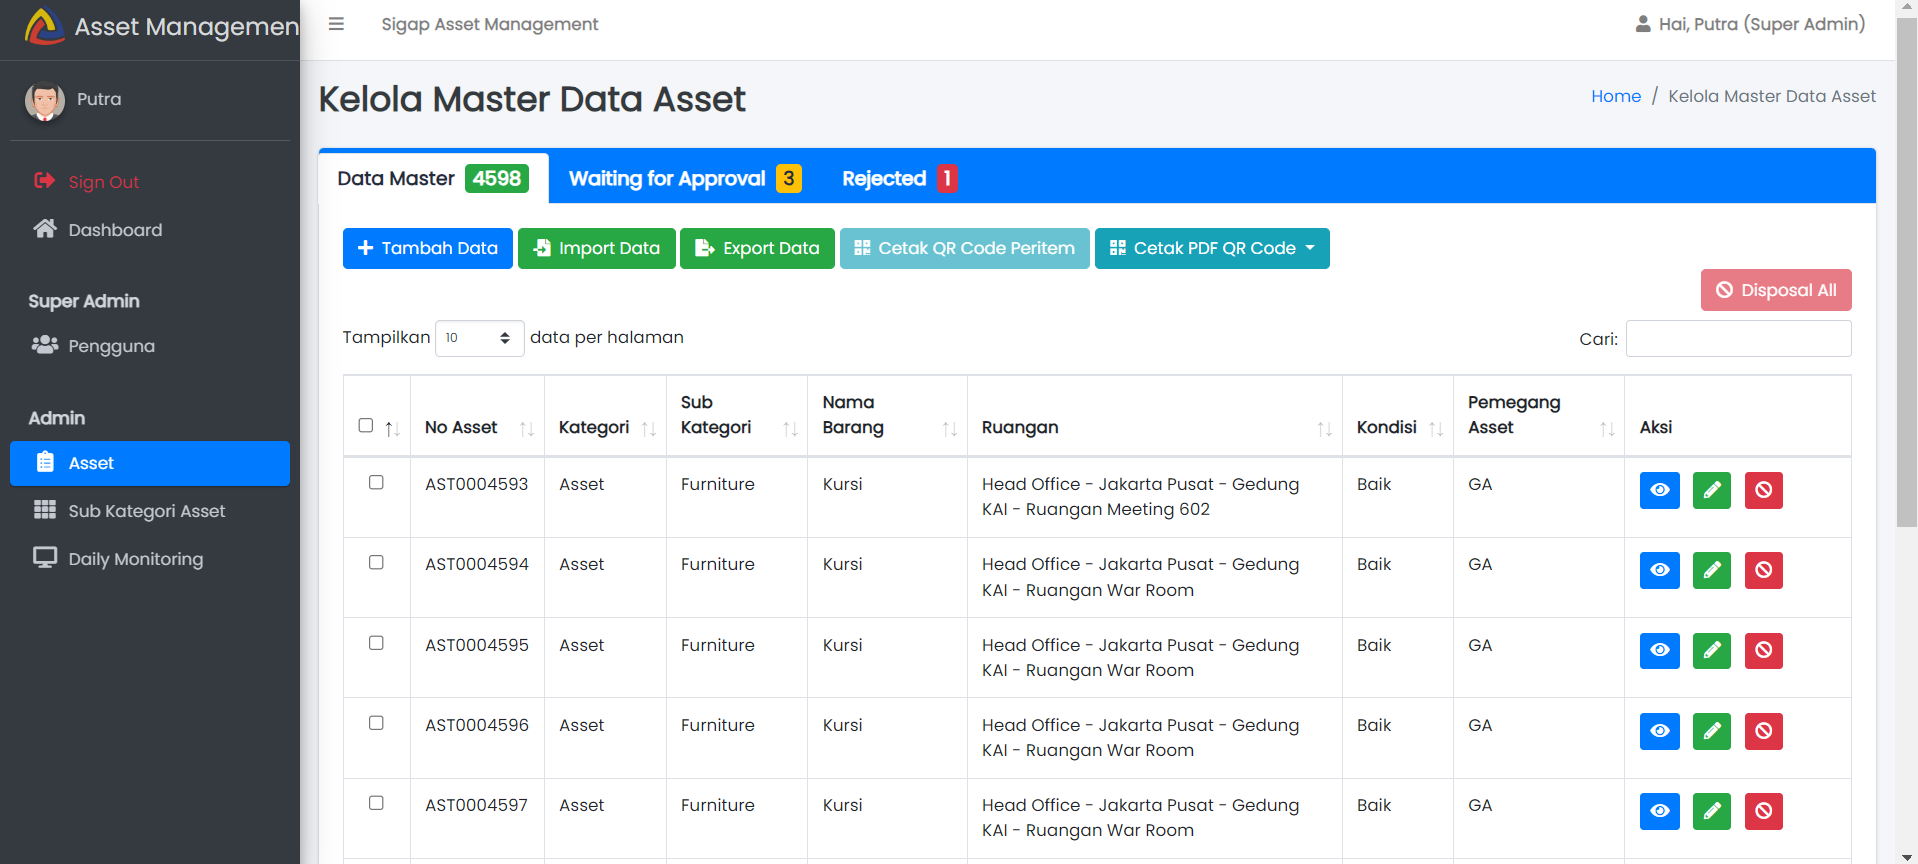 Asset Managemen
Sigap Asset Management
Hai, Putra (Super Admin)
Putra
Sign Out
Dashboard
Super Admin
Pengguna
Admin
Asset
Sub Kategori Asset
Daily Monitoring
Kelola Master Data Asset
Home / Kelola Master Data Asset
Data Master 4598
Waiting for Approval 3
Rejected 1
Tambah Data
Import Data
Export Data
Cetak QR Code Peritem
Cetak PDF QR Code
Disposal All
Tampilkan 10 data per halaman
Cari:
No Asset
Kategori
Sub
Kategori
Nama
Barang
Ruangan
Kondisi
Pemegang
Asset
Aksi
AST0004593 Asset Furniture Kursi Head Office - Jakarta Pusat - Gedung Baik GA
KAI - Ruangan Meeting 602
AST0004594 Asset Furniture Kursi Head Office - Jakarta Pusat - Gedung Baik GA
KAI - Ruangan War Room
AST0004595 Asset Furniture Kursi Head Office - Jakarta Pusat - Gedung Baik GA
KAI - Ruangan War Room
AST0004596 Asset Furniture Kursi Head Office - Jakarta Pusat - Gedung Baik GA
KAI - Ruangan War Room
AST0004597 Asset Furniture Kursi Head Office - Jakarta Pusat - Gedung Baik GA
KAI - Ruangan War Room